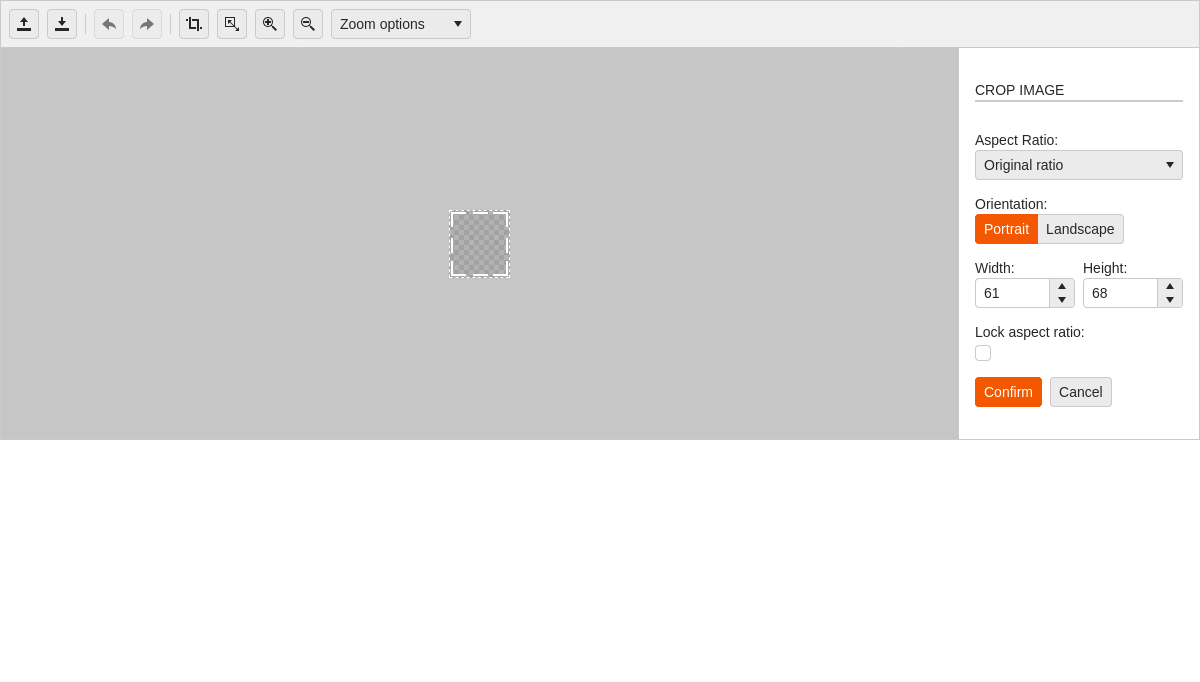 Zoom options
CROP IMAGE
Aspect Ratio:
Original ratio
Orientation:
Portrait Landscape
Width: Height:
61 68
Lock aspect ratio:
Confirm Cancel